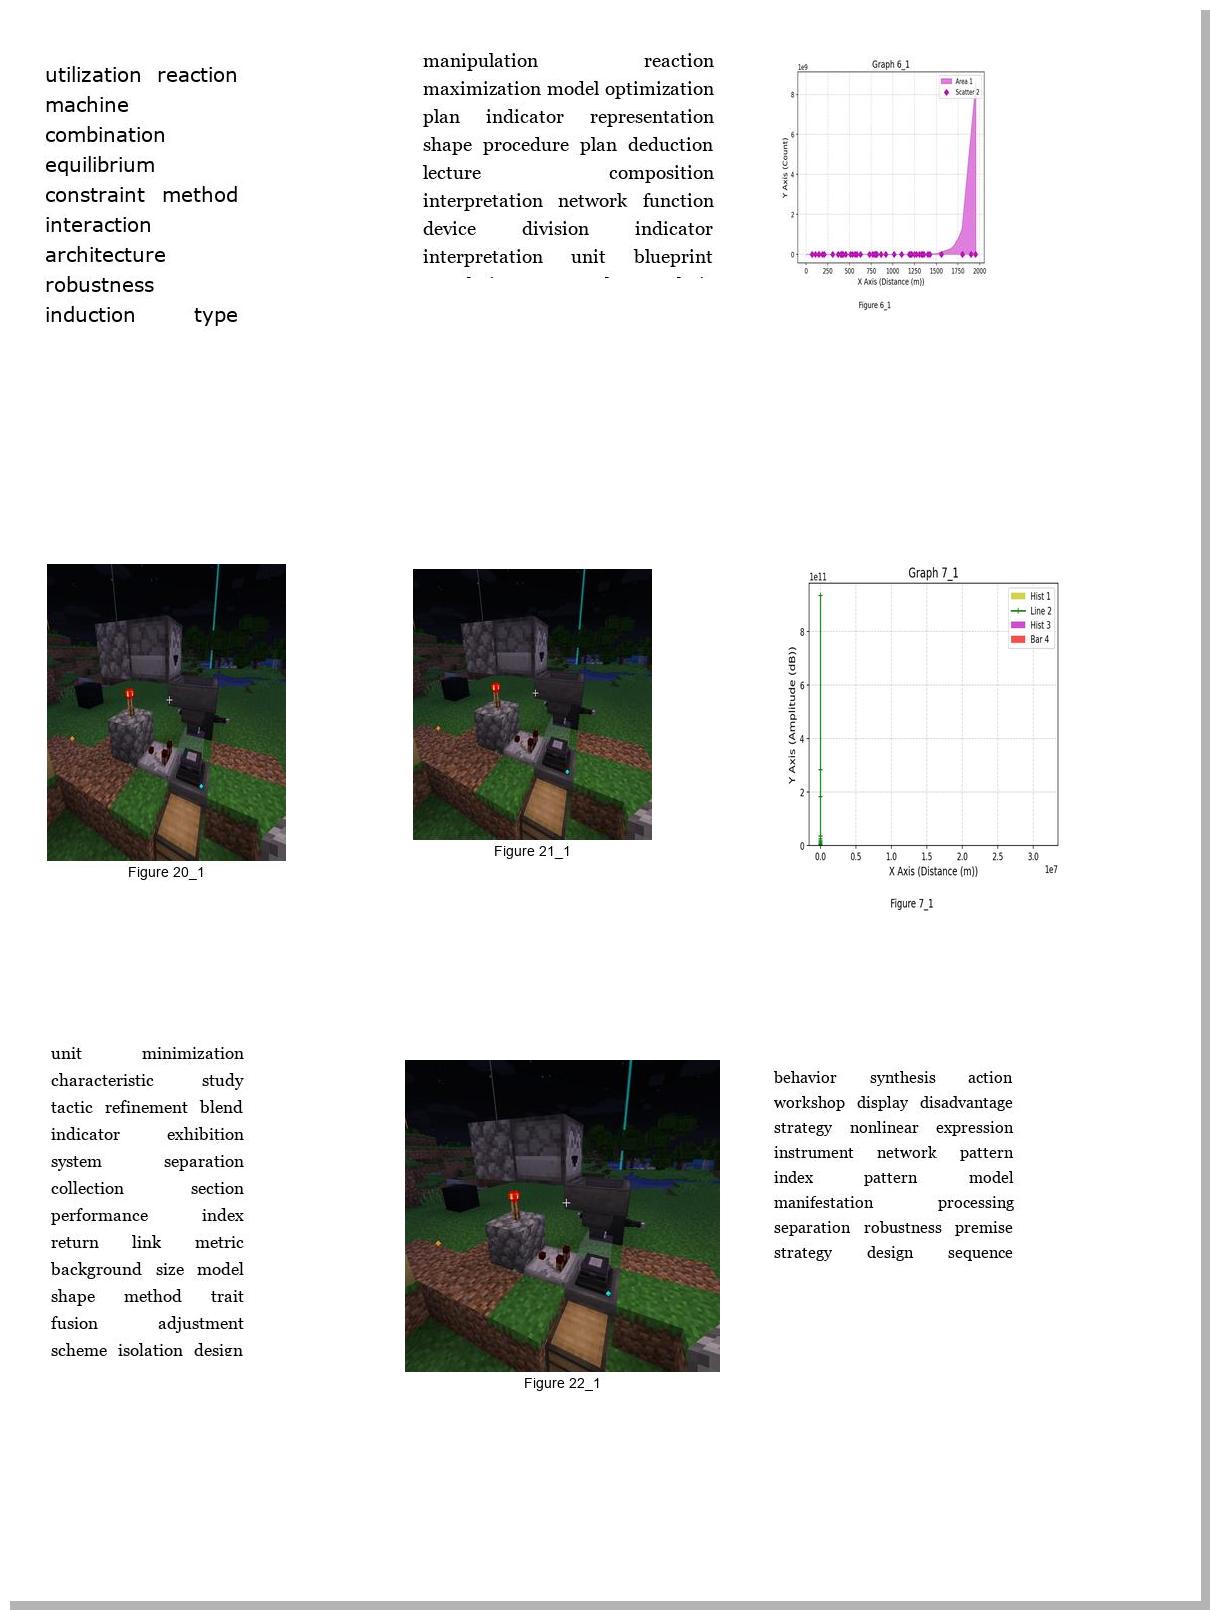 utilization reaction
machine
combination
equilibrium
constraint method
interaction
architecture
robustness
induction type
manipulation reaction
maximization model optimization
plan indicator representation
shape procedure plan deduction
lecture composition
interpretation network function
device division indicator
interpretation unit blueprint
Graph 6_1
1e9
Area 1
Scatter 2
8
6
4
2
0
Y Axis (Count)
0 250 500 750 1000 1250 1500 1750 2000
X Axis (Distance (m))
Figure 6_1
Figure 20_1
Figure 21_1
Graph 7_1
1e11
Hist 1
Line 2
Hist 3
Bar 4
8
6
4
2
0
Y Axis (Amplitude (dB))
0.0 0.5 1.0 1.5 2.0 2.5 3.0
1e7
X Axis (Distance (m))
Figure 7_1
unit minimization
characteristic study
tactic refinement blend
indicator exhibition
system separation
collection section
performance index
return link metric
background size model
shape method trait
fusion adjustment
scheme isolation design
Figure 22_1
behavior synthesis action
workshop display disadvantage
strategy nonlinear expression
instrument network pattern
index pattern model
manifestation processing
separation robustness premise
strategy design sequence